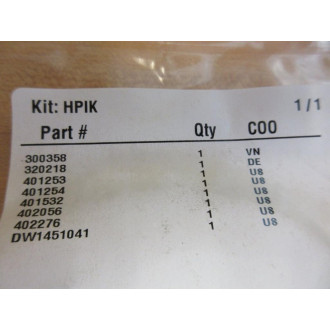 Kit: HPIK 1/1
Part # Qty COO
300358 1 VN
320218 1 DE
401253 1 US
401254 1 US
401532 1 US
402056 1 US
402276 1 US
DW1451041